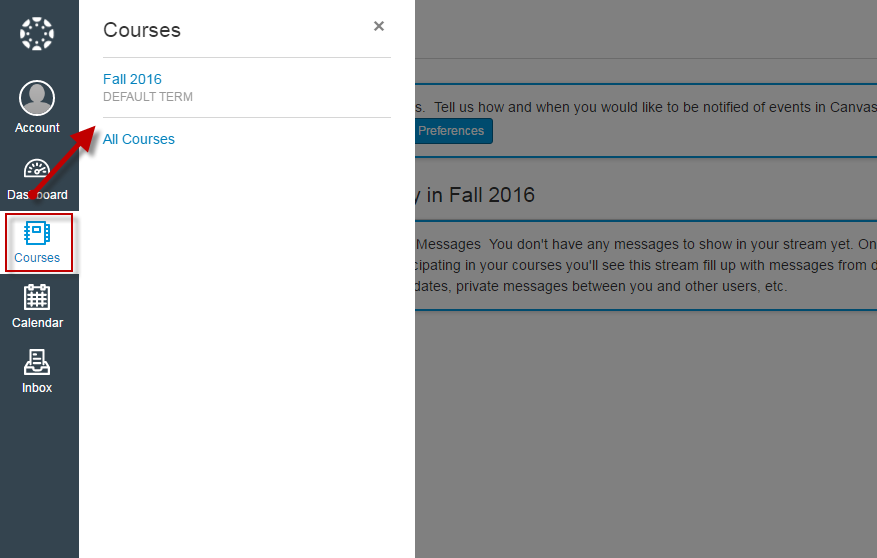 Account
Dashboard
Courses
Calendar
Inbox
Courses
×
Fall 2016
DEFAULT TERM
All Courses
s. Tell us how and when you would like to be notified of events in Canvas
Preferences
in Fall 2016
Messages You don't have any messages to show in your stream yet. On
cipating in your courses you'll see this stream fill up with messages from d
dates, private messages between you and other users, etc.